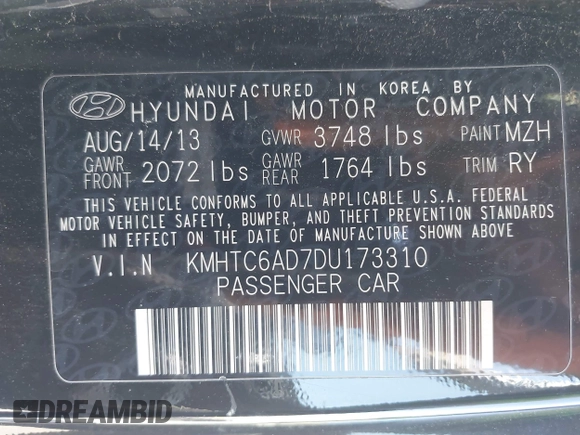 MANUFACTURED IN KOREA BY
HYUNDAI MOTOR COMPANY
AUG/14/13 GVWR 3748 lbs PAINT MZH
GAWR FRONT 2072 lbs GAWR REAR 1764 lbs TRIM RY
THIS VEHICLE CONFORMS TO ALL APPLICABLE U.S.A. FEDERAL
MOTOR VEHICLE SAFETY, BUMPER, AND THEFT PREVENTION STANDARDS
IN EFFECT ON THE DATE OF MANUFACTURE SHOWN ABOVE
V.I.N KMHTC6AD7DU173310
PASSENGER CAR
DREAMBID